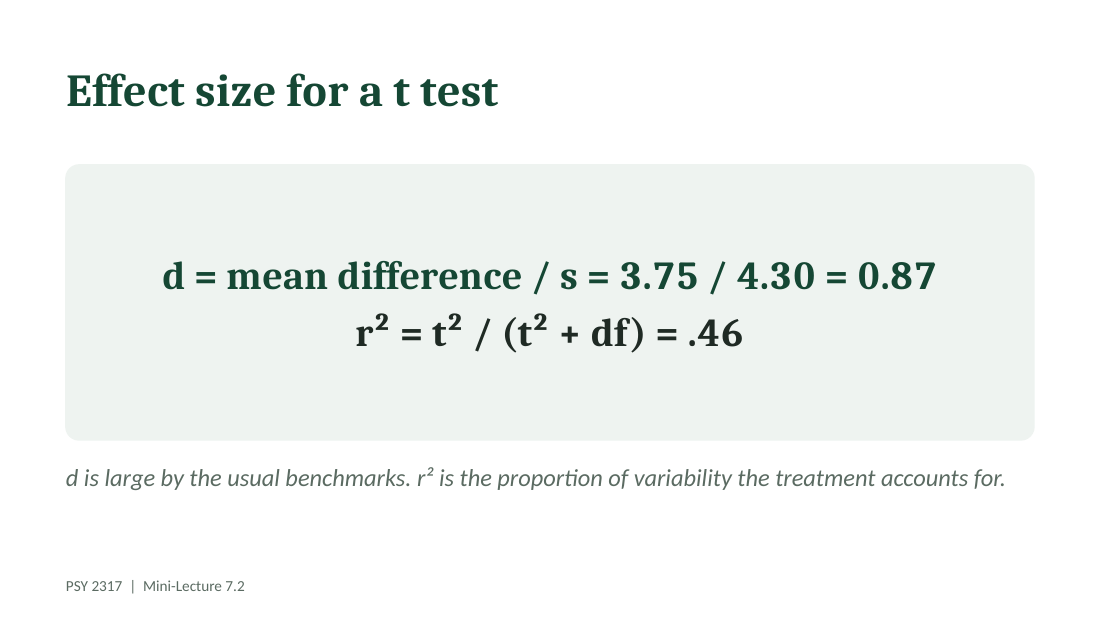 Effect size for a t test
d = mean difference / s = 3.75 / 4.30 = 0.87
r² = t² / (t² + df) = .46
d is large by the usual benchmarks. r² is the proportion of variability the treatment accounts for.
PSY 2317 | Mini-Lecture 7.2